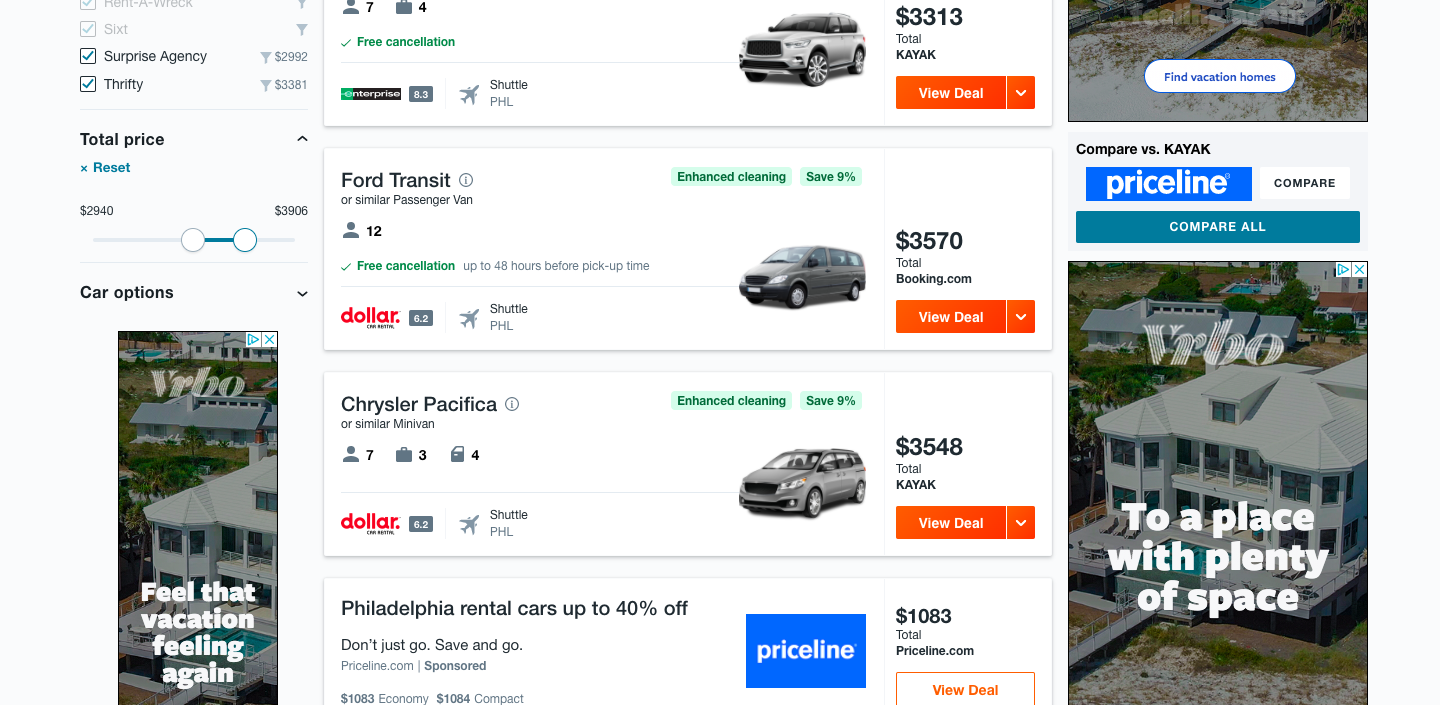 Rent-A-Wreck
Sixt
Surprise Agency $2992
Thrifty $3381
Total price
× Reset
$2940 $3906
Car options
Vrbo
Feel that
vacation
feeling
again
7 4
Free cancellation
enterprise 8.3
Shuttle
PHL
$3313
Total
KAYAK
View Deal
Ford Transit
or similar Passenger Van
Enhanced cleaning Save 9%
12
Free cancellation up to 48 hours before pick-up time
dollar. CAR RENTAL 6.2
Shuttle
PHL
$3570
Total
Booking.com
View Deal
Chrysler Pacifica
or similar Minivan
Enhanced cleaning Save 9%
7 3 4
dollar. CAR RENTAL 6.2
Shuttle
PHL
$3548
Total
KAYAK
View Deal
Philadelphia rental cars up to 40% off
Don't just go. Save and go.
Priceline.com | Sponsored
$1083 Economy $1084 Compact
priceline
$1083
Total
Priceline.com
View Deal
feeling again
Find vacation homes
Compare vs. KAYAK
priceline COMPARE
COMPARE ALL
Vrbo
To a place
with plenty
of space